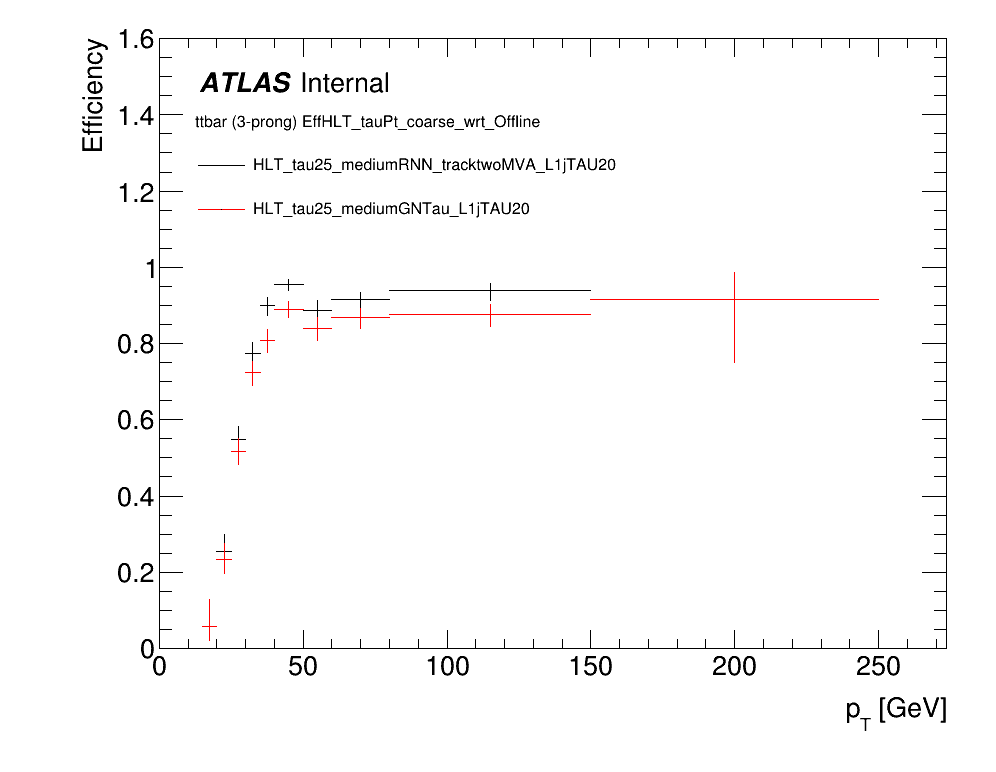 Efficiency
1.6
1.4
1.2
1
0.8
0.6
0.4
0.2
0
ATLAS Internal
ttbar (3-prong) EffHLT_tauPt_coarse_wrt_Offline
HLT_tau25_mediumRNN_tracktwoMVA_L1jTAU20
HLT_tau25_mediumGNTau_L1jTAU20
0 50 100 150 200 250
p_T [GeV]